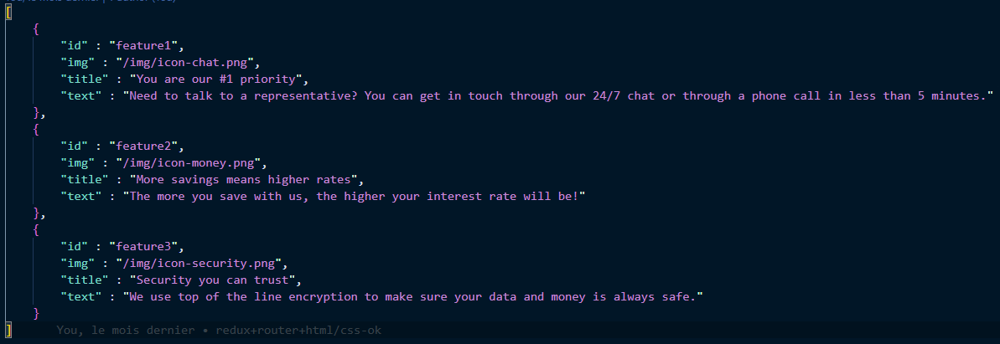 [
    {
        "id" : "feature1",
        "img" : "/img/icon-chat.png",
        "title" : "You are our #1 priority",
        "text" : "Need to talk to a representative? You can get in touch through our 24/7 chat or through a phone call in less than 5 minutes."
    },
    {
        "id" : "feature2",
        "img" : "/img/icon-money.png",
        "title" : "More savings means higher rates",
        "text" : "The more you save with us, the higher your interest rate will be!"
    },
    {
        "id" : "feature3",
        "img" : "/img/icon-security.png",
        "title" : "Security you can trust",
        "text" : "We use top of the line encryption to make sure your data and money is always safe."
    }
]    You, le mois dernier • redux+router+html/css-ok